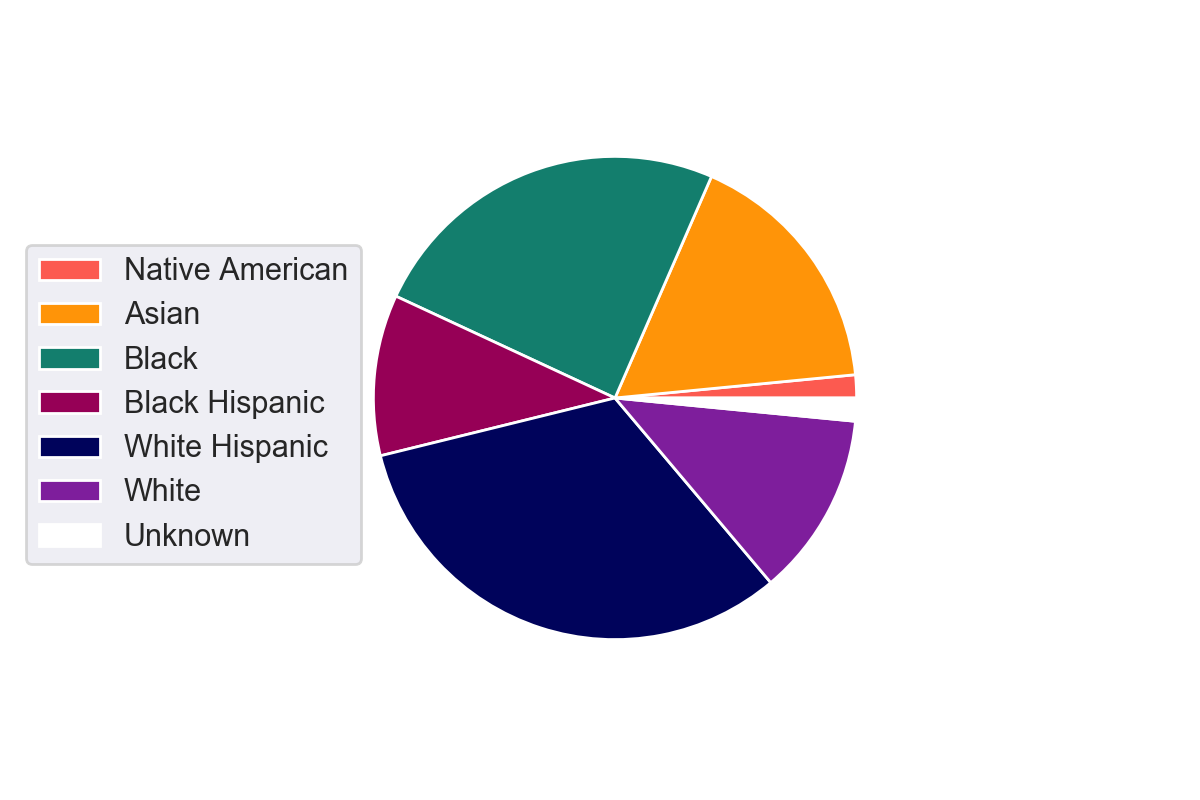 Native American
Asian
Black
Black Hispanic
White Hispanic
White
Unknown